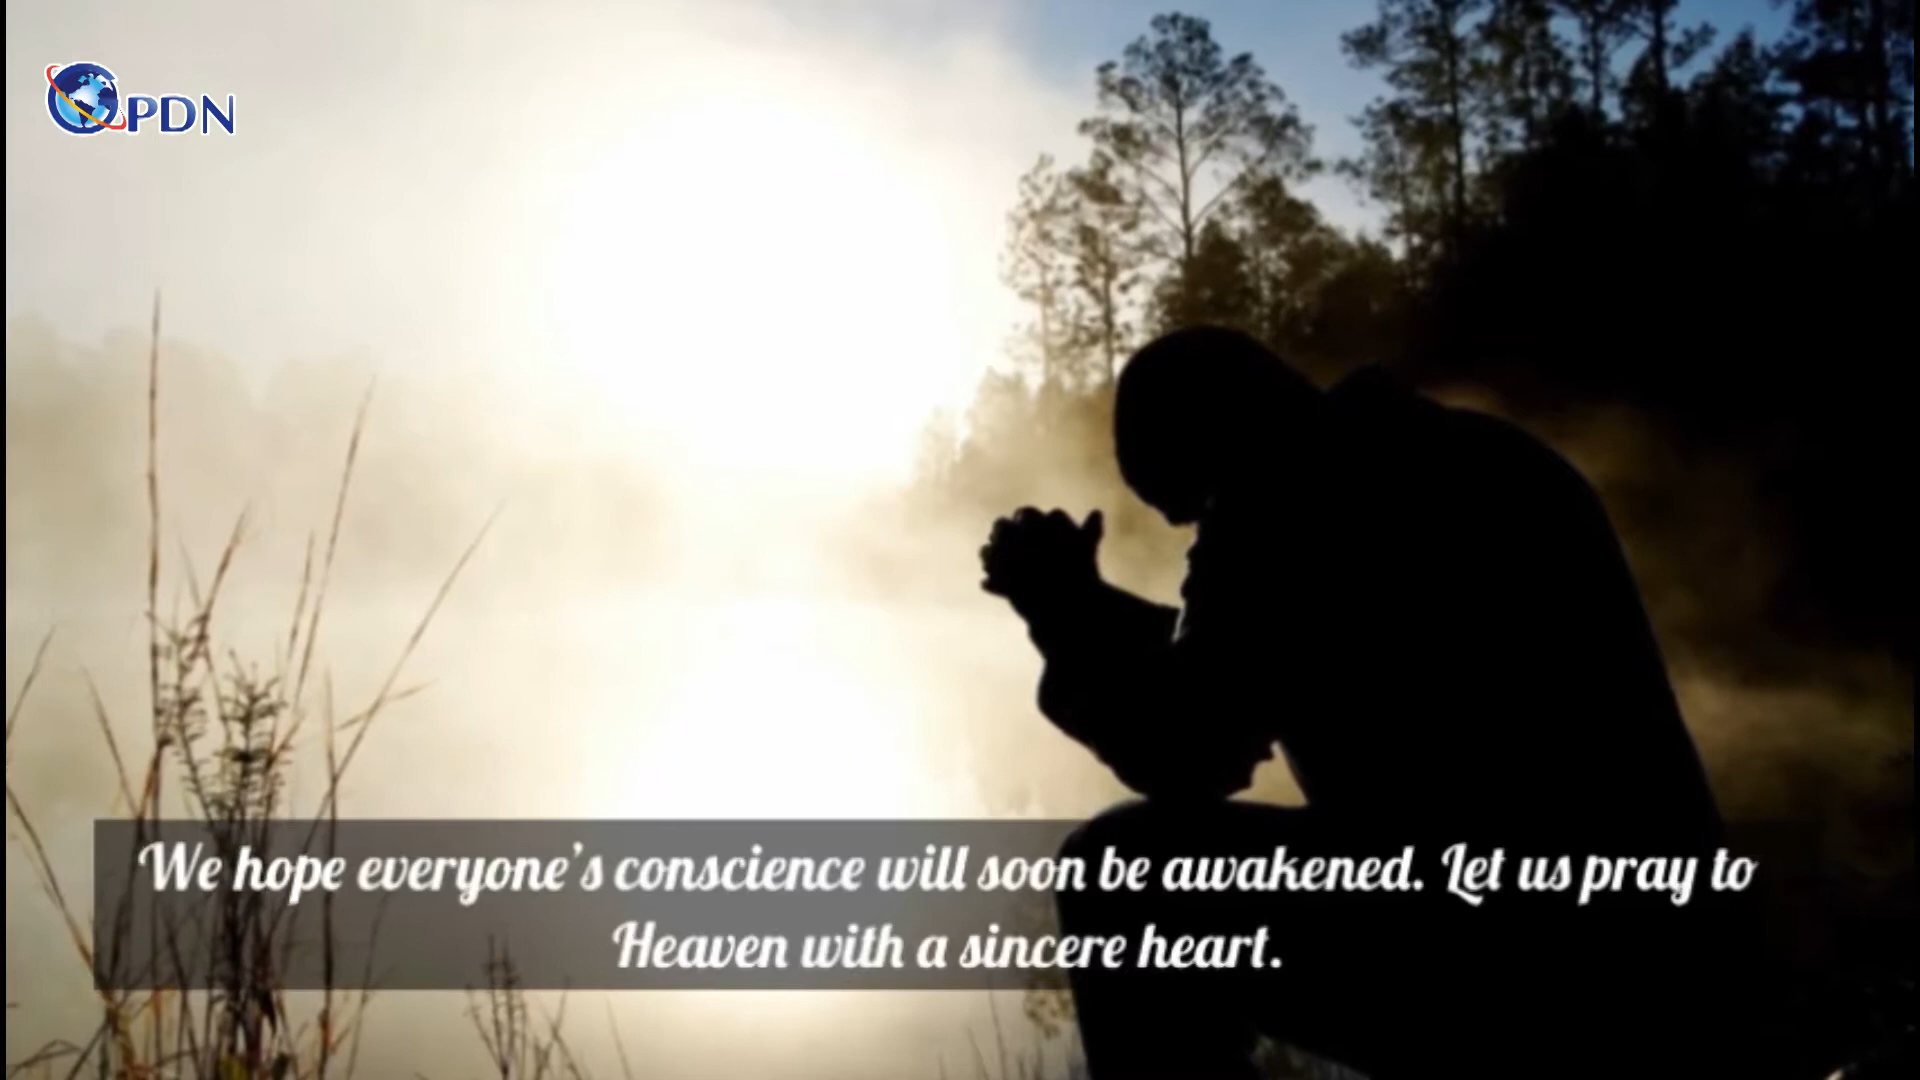 PDN
We hope everyone's conscience will soon be awakened. Let us pray to
Heaven with a sincere heart.